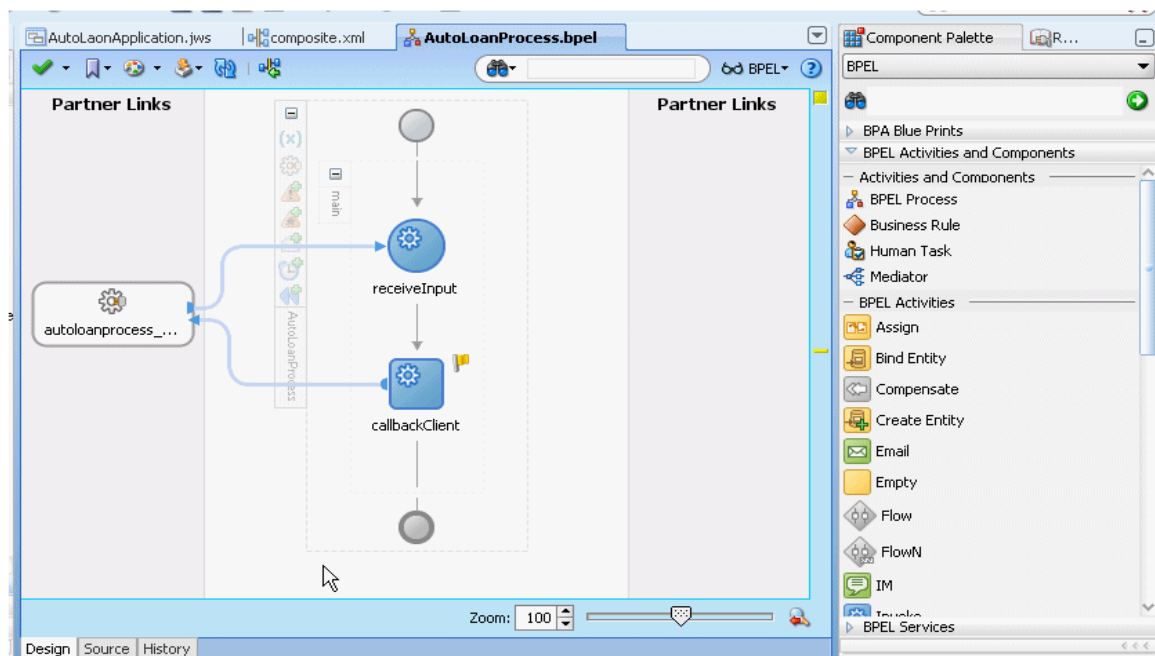 AutoLaonApplication.jws
composite.xml
AutoLoanProcess.bpel
BPEL
Partner Links
Partner Links
main
receiveInput
autoloanprocess_...
AutoLoanProcess
callbackClient
Zoom: 100
Design Source History
Component Palette
R...
BPEL
BPA Blue Prints
BPEL Activities and Components
Activities and Components
BPEL Process
Business Rule
Human Task
Mediator
BPEL Activities
Assign
Bind Entity
Compensate
Create Entity
Email
Empty
Flow
FlowN
IM
Invoke
BPEL Services